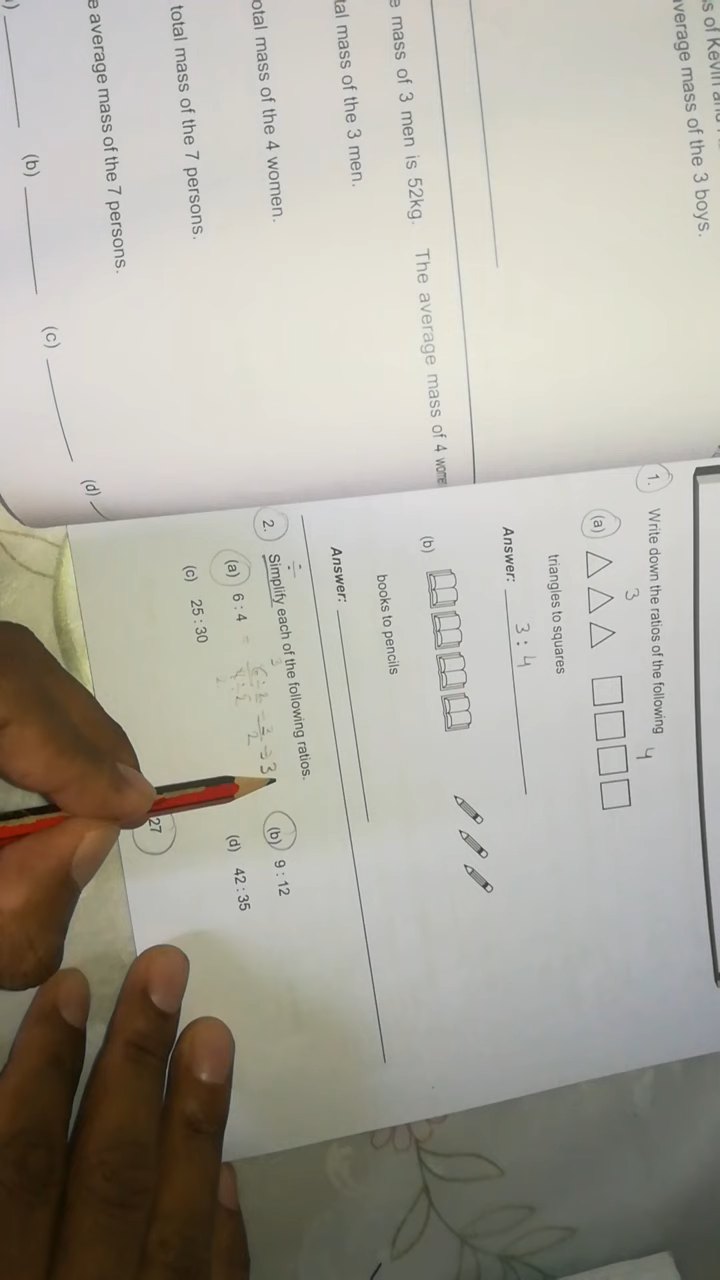 s of Kevin and
average mass of the 3 boys.
e mass of 3 men is 52kg. The average mass of 4
tal mass of the 3 men.
otal mass of the 4 women.
total mass of the 7 persons.
e average mass of the 7 persons.
(b)
(c)
(d)
1. Write down the ratios of the following
3 4
(a)
triangles to squares
Answer: 3 : 4
(b)
books to pencils
Answer:
2. Simplify each of the following ratios.
(a) 6 : 4 =
(b) 9 : 12
(c) 25 : 30
(d) 42 : 35
27